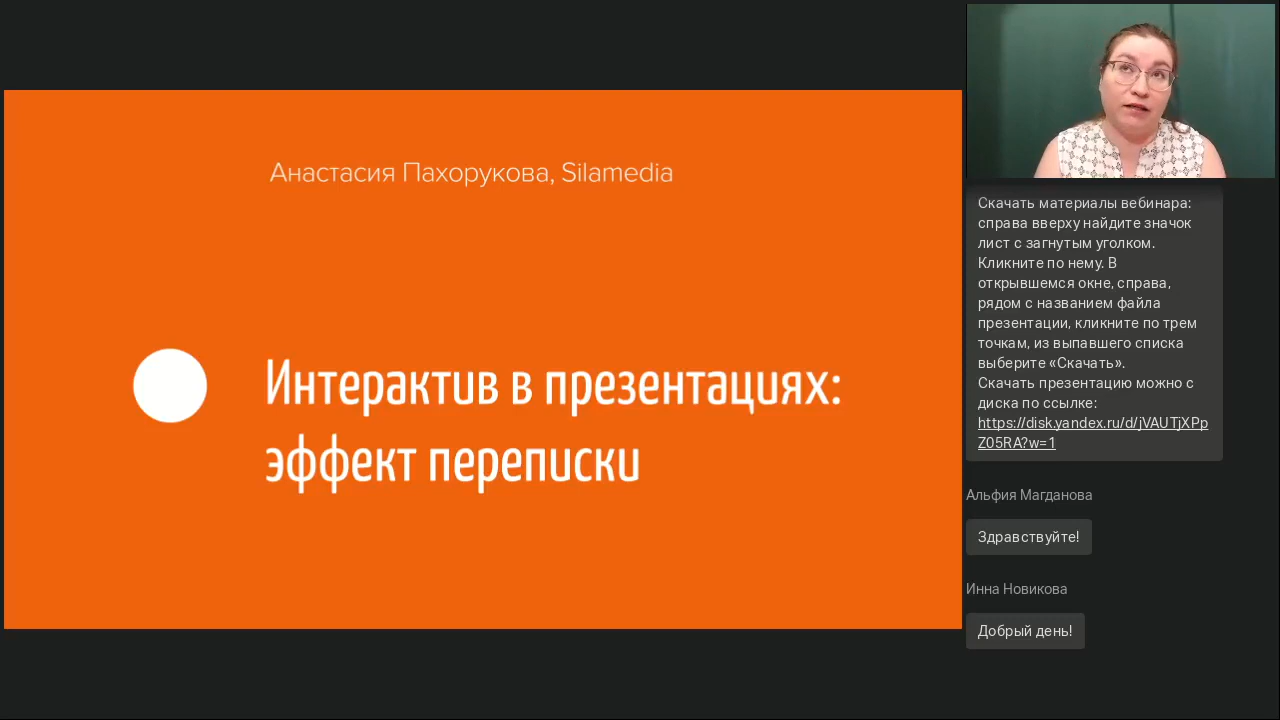 Анастасия Пахорукова, Silamedia
Интерактив в презентациях:
эффект переписки
Скачать материалы вебинара:
справа вверху найдите значок
лист с загнутым уголком.
Кликните по нему. В
открывшемся окне, справа,
рядом с названием файла
презентации, кликните по трем
точкам, из выпавшего списка
выберите «Скачать».
Скачать презентацию можно с
диска по ссылке:
https://disk.yandex.ru/d/jVAUTjXPp
Z05RA?w=1
Альфия Магданова
Здравствуйте!
Инна Новикова
Добрый день!